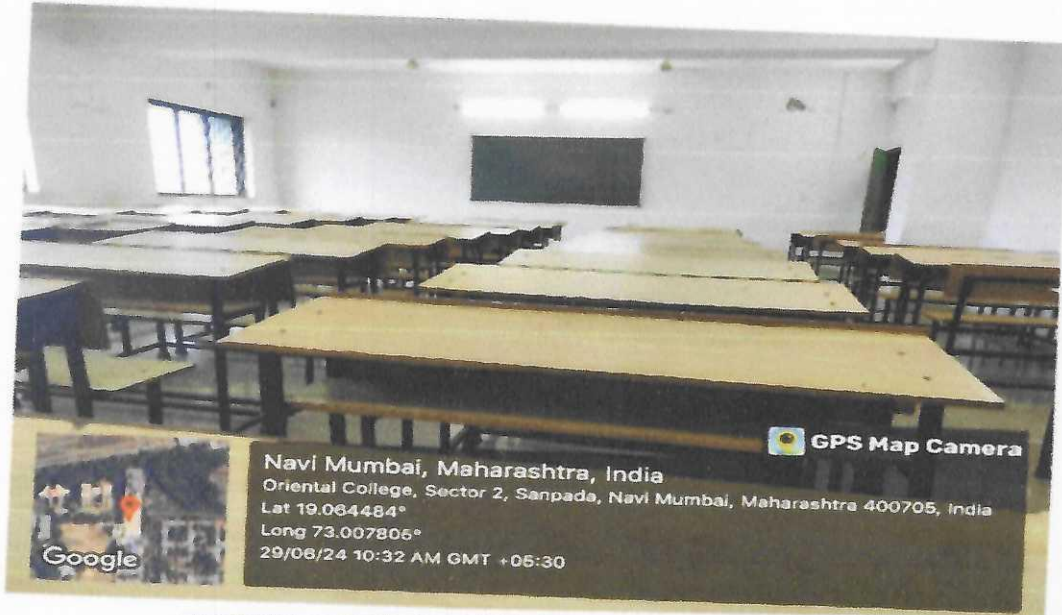 GPS Map Camera
Navi Mumbai, Maharashtra, India
Oriental College, Sector 2, Sanpada, Navi Mumbai, Maharashtra 400705, India
Lat 19.064484°
Long 73.007805°
29/06/24 10:32 AM GMT +05:30
Google